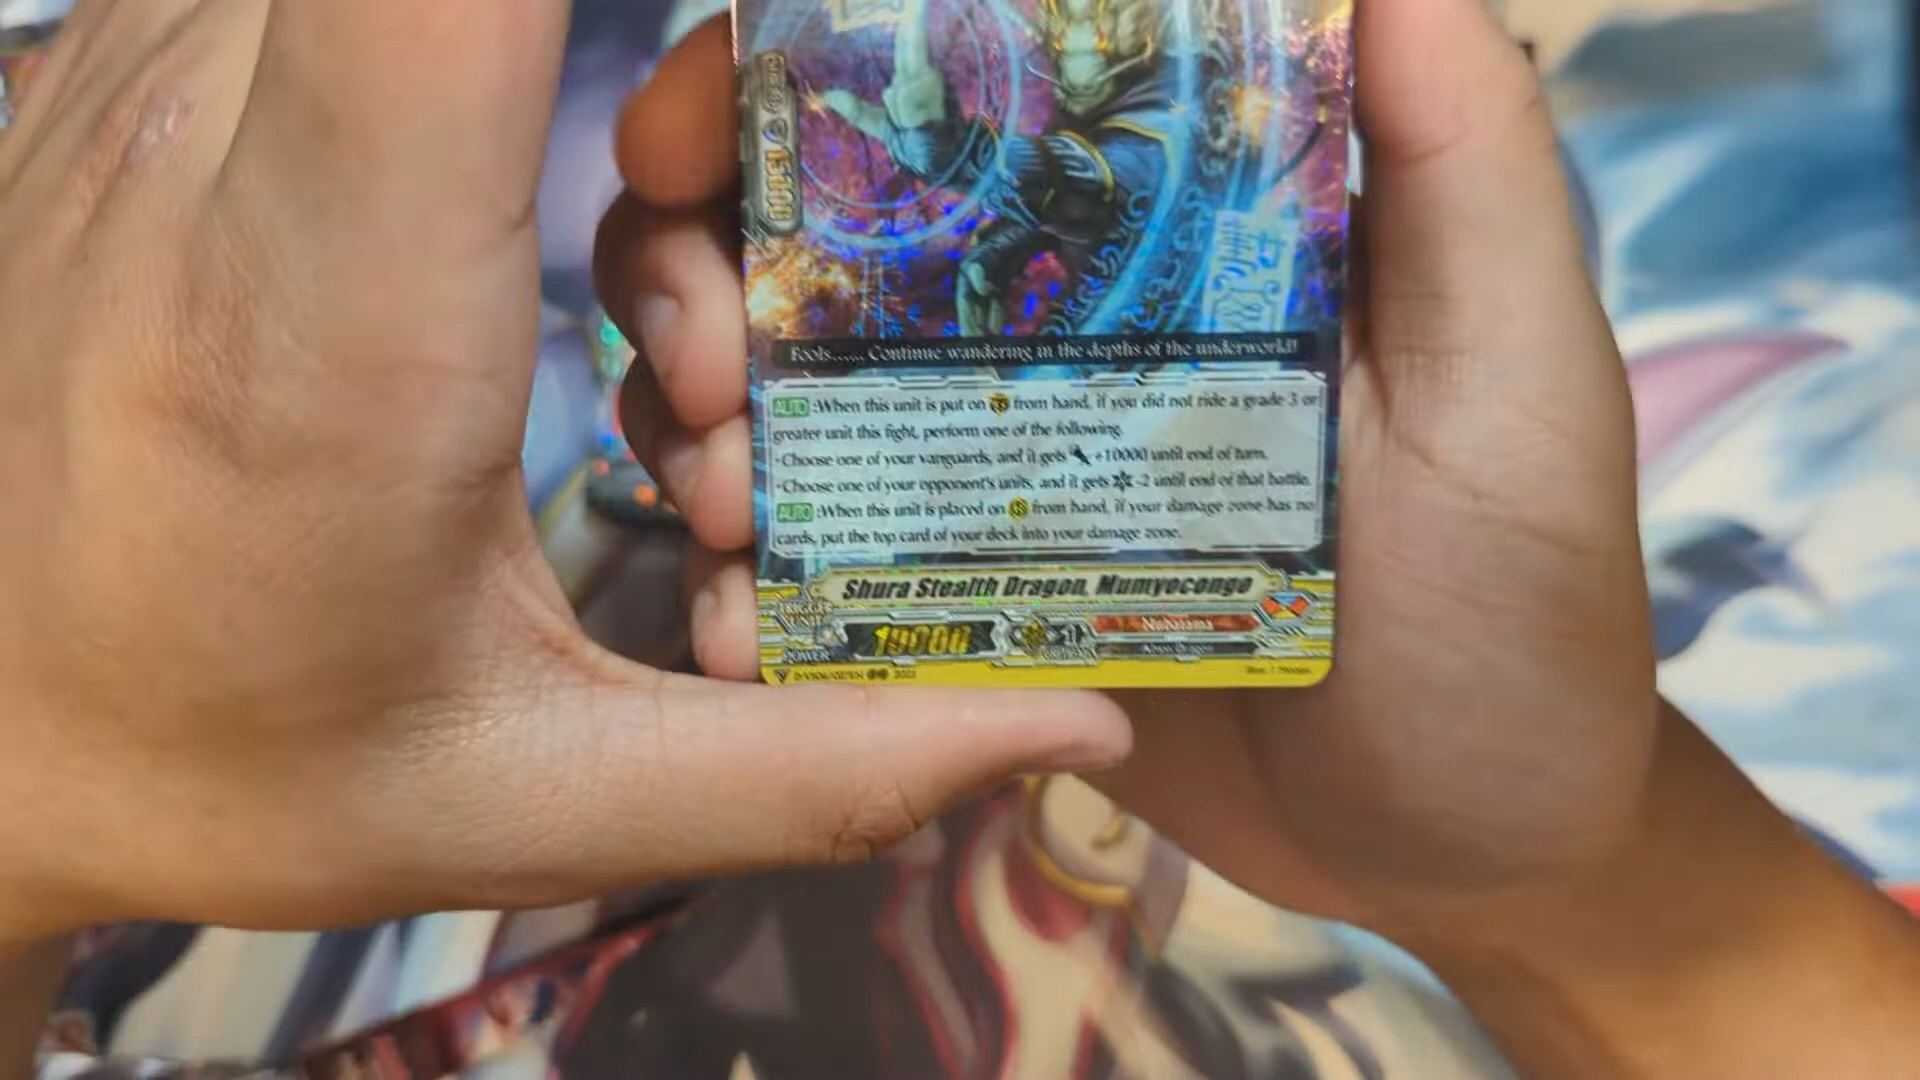 15000
Fools...... Continue wandering in the depths of the underworld!
AUTO :When this unit is put on G from hand, if you did not ride a grade 3 or
greater unit this fight, perform one of the following.
・Choose one of your vanguards, and it gets +10000 until end of turn.
・Choose one of your opponent's units, and it gets -2 until end of that battle.
AUTO :When this unit is placed on G from hand, if your damage zone has no
cards, put the top card of your deck into your damage zone.
Shura Stealth Dragon, Mumyocongo
TRIGGER
UNIT
POWER
Nubatama
2022